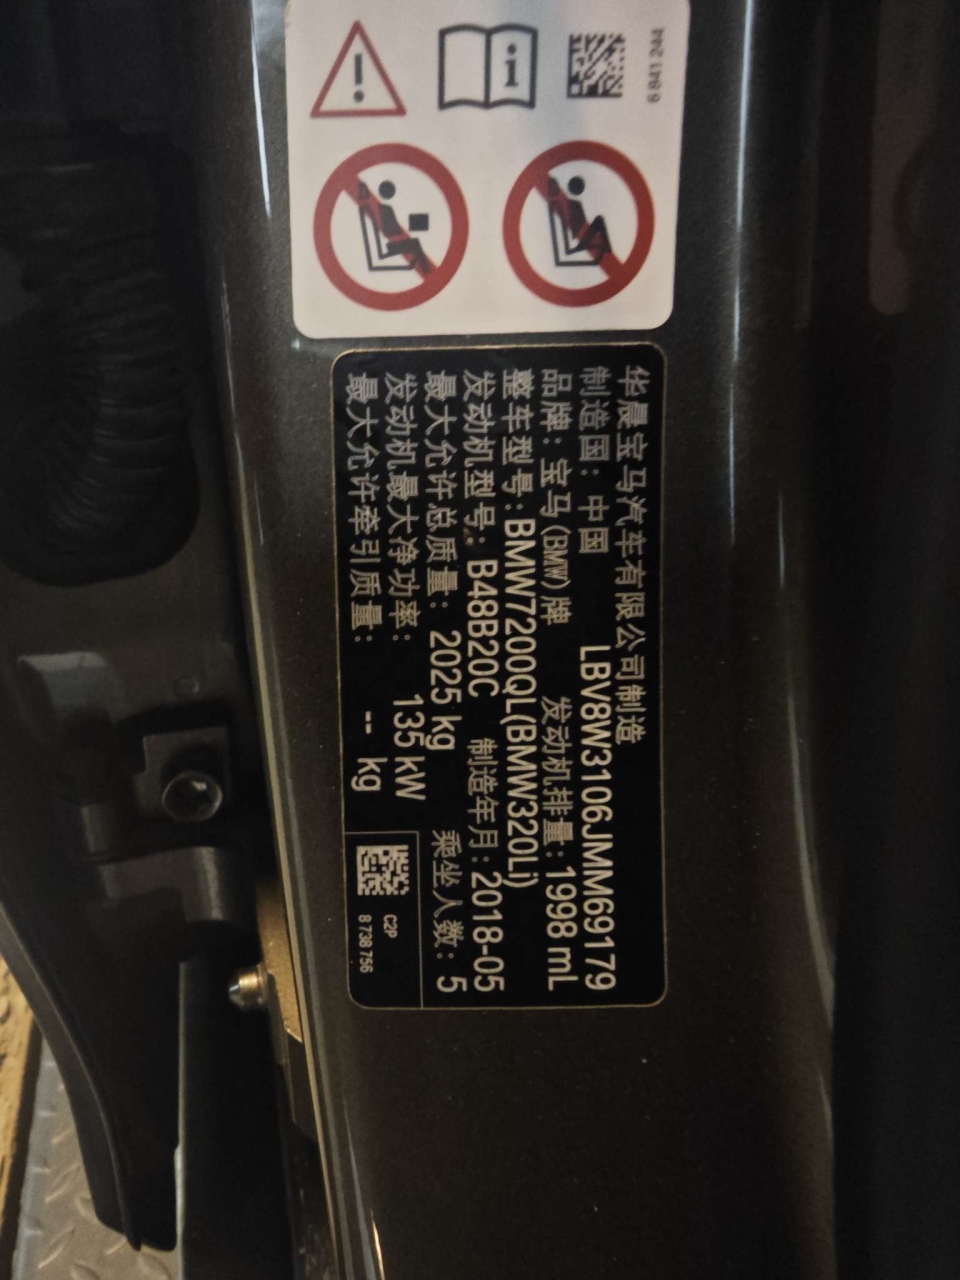 6 841 244
华晨宝马汽车有限公司制造
制造国：中国 LBV8W3106JMM69179
品牌：宝马(BMW)牌 发动机排量：1998 mL
整车型号：BMW7200QL(BMW320Li)
发动机型号：B48B20C 制造年月：2018-05
最大允许总质量：2025 kg 乘坐人数：5
发动机最大净功率：135 kW
最大允许牵引质量：-- kg
C2P
8 738 756